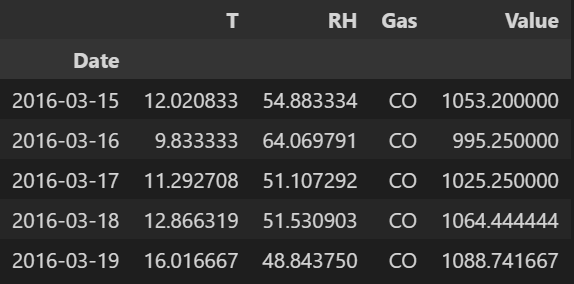 T RH Gas Value
Date
2016-03-15 12.020833 54.883334 CO 1053.200000
2016-03-16 9.833333 64.069791 CO 995.250000
2016-03-17 11.292708 51.107292 CO 1025.250000
2016-03-18 12.866319 51.530903 CO 1064.444444
2016-03-19 16.016667 48.843750 CO 1088.741667